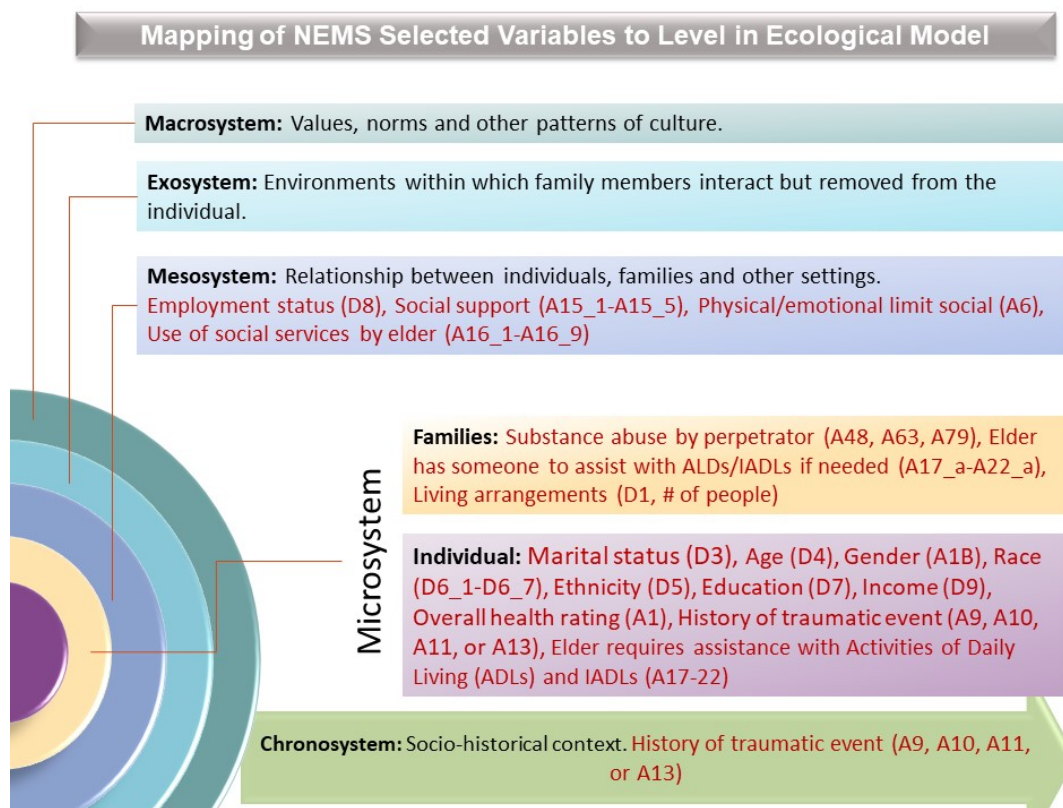 Mapping of NEMS Selected Variables to Level in Ecological Model
Macrosystem: Values, norms and other patterns of culture.
Exosystem: Environments within which family members interact but removed from the
individual.
Mesosystem: Relationship between individuals, families and other settings.
Employment status (D8), Social support (A15_1-A15_5), Physical/emotional limit social (A6),
Use of social services by elder (A16_1-A16_9)
Microsystem
Families: Substance abuse by perpetrator (A48, A63, A79), Elder
has someone to assist with ALDs/IADLs if needed (A17_a-A22_a),
Living arrangements (D1, # of people)
Individual: Marital status (D3), Age (D4), Gender (A1B), Race
(D6_1-D6_7), Ethnicity (D5), Education (D7), Income (D9),
Overall health rating (A1), History of traumatic event (A9, A10,
A11, or A13), Elder requires assistance with Activities of Daily
Living (ADLs) and IADLs (A17-22)
Chronosystem: Socio-historical context. History of traumatic event (A9, A10, A11,
or A13)